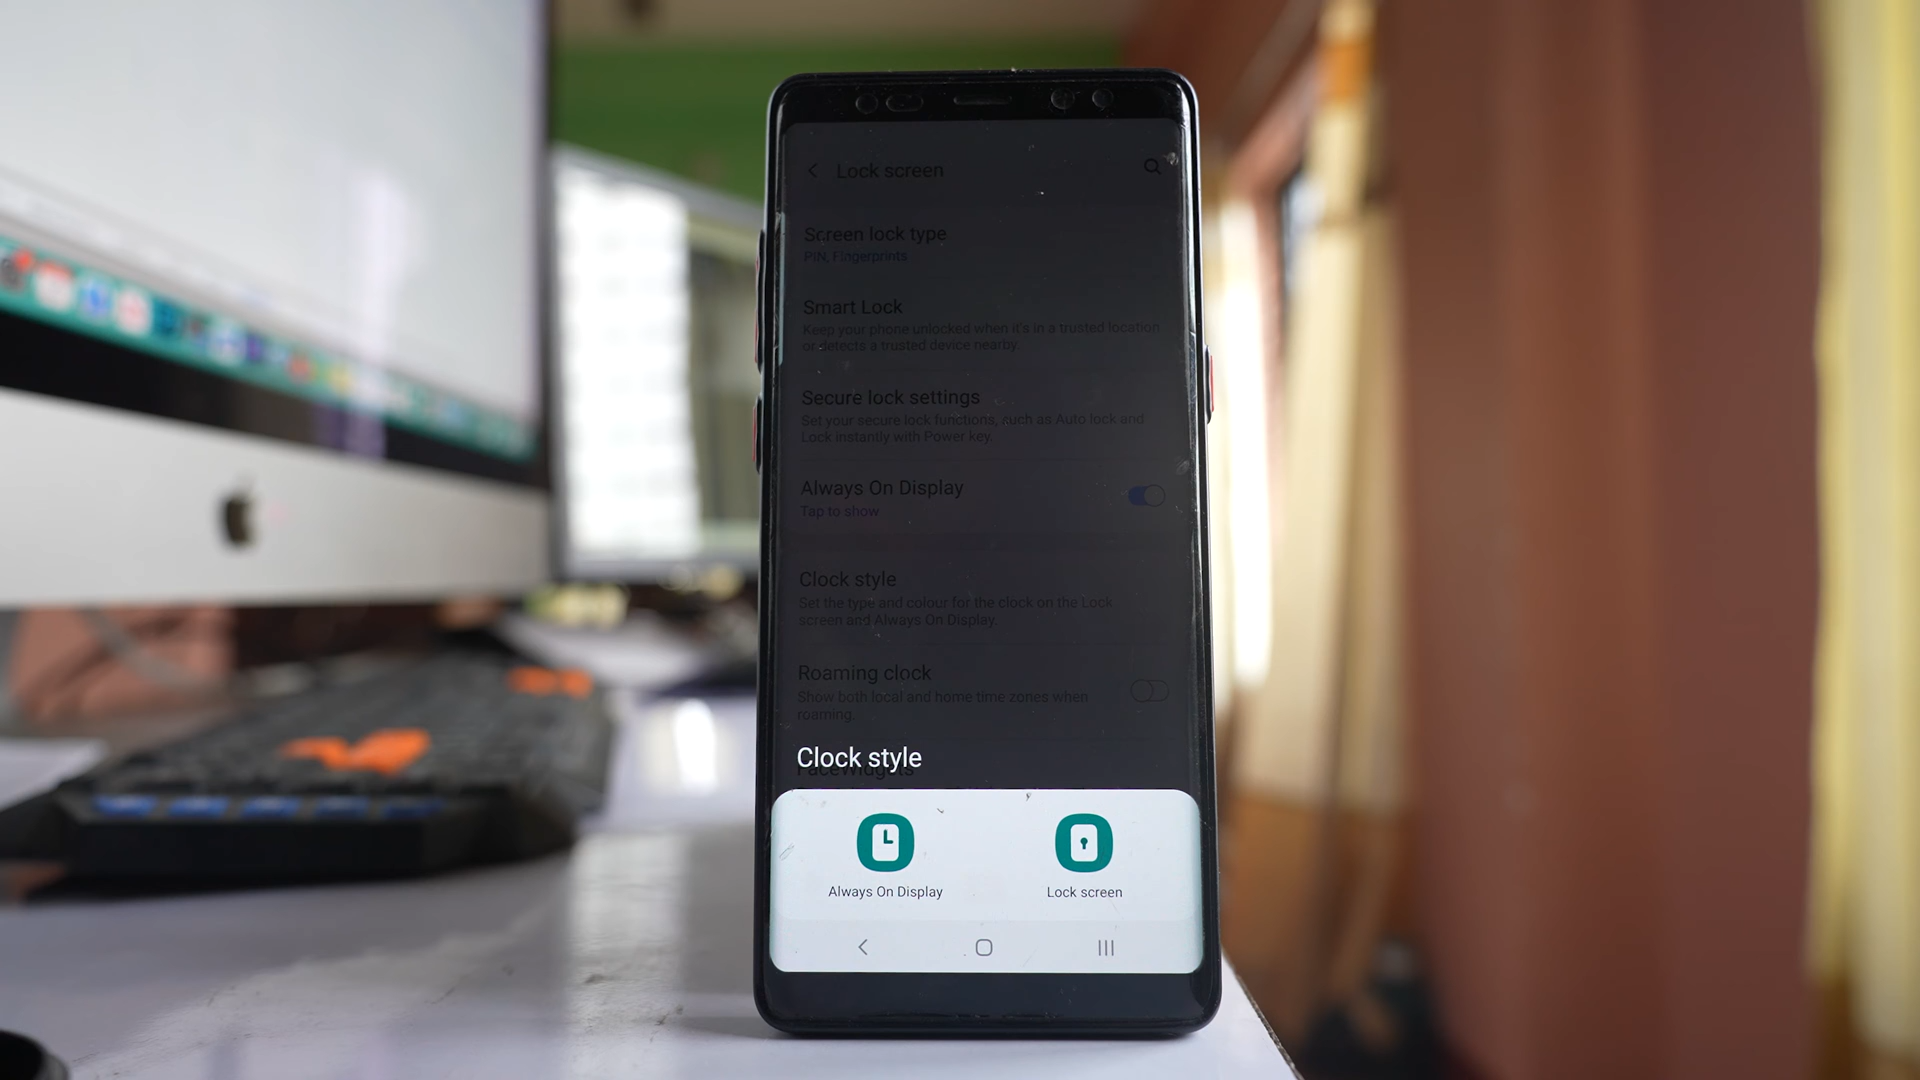 Lock screen
Screen lock type
PIN, Fingerprints
Smart Lock
Keep your phone unlocked when it's in a trusted location
or detects a trusted device nearby.
Secure lock settings
Set your secure lock functions, such as Auto lock and
Lock instantly with Power key.
Always On Display
Tap to show
Clock style
Set the type and colour for the clock on the Lock
screen and Always On Display.
Roaming clock
Show both local and home time zones when
roaming.
Clock style
FaceWidgets
Always On Display
Lock screen